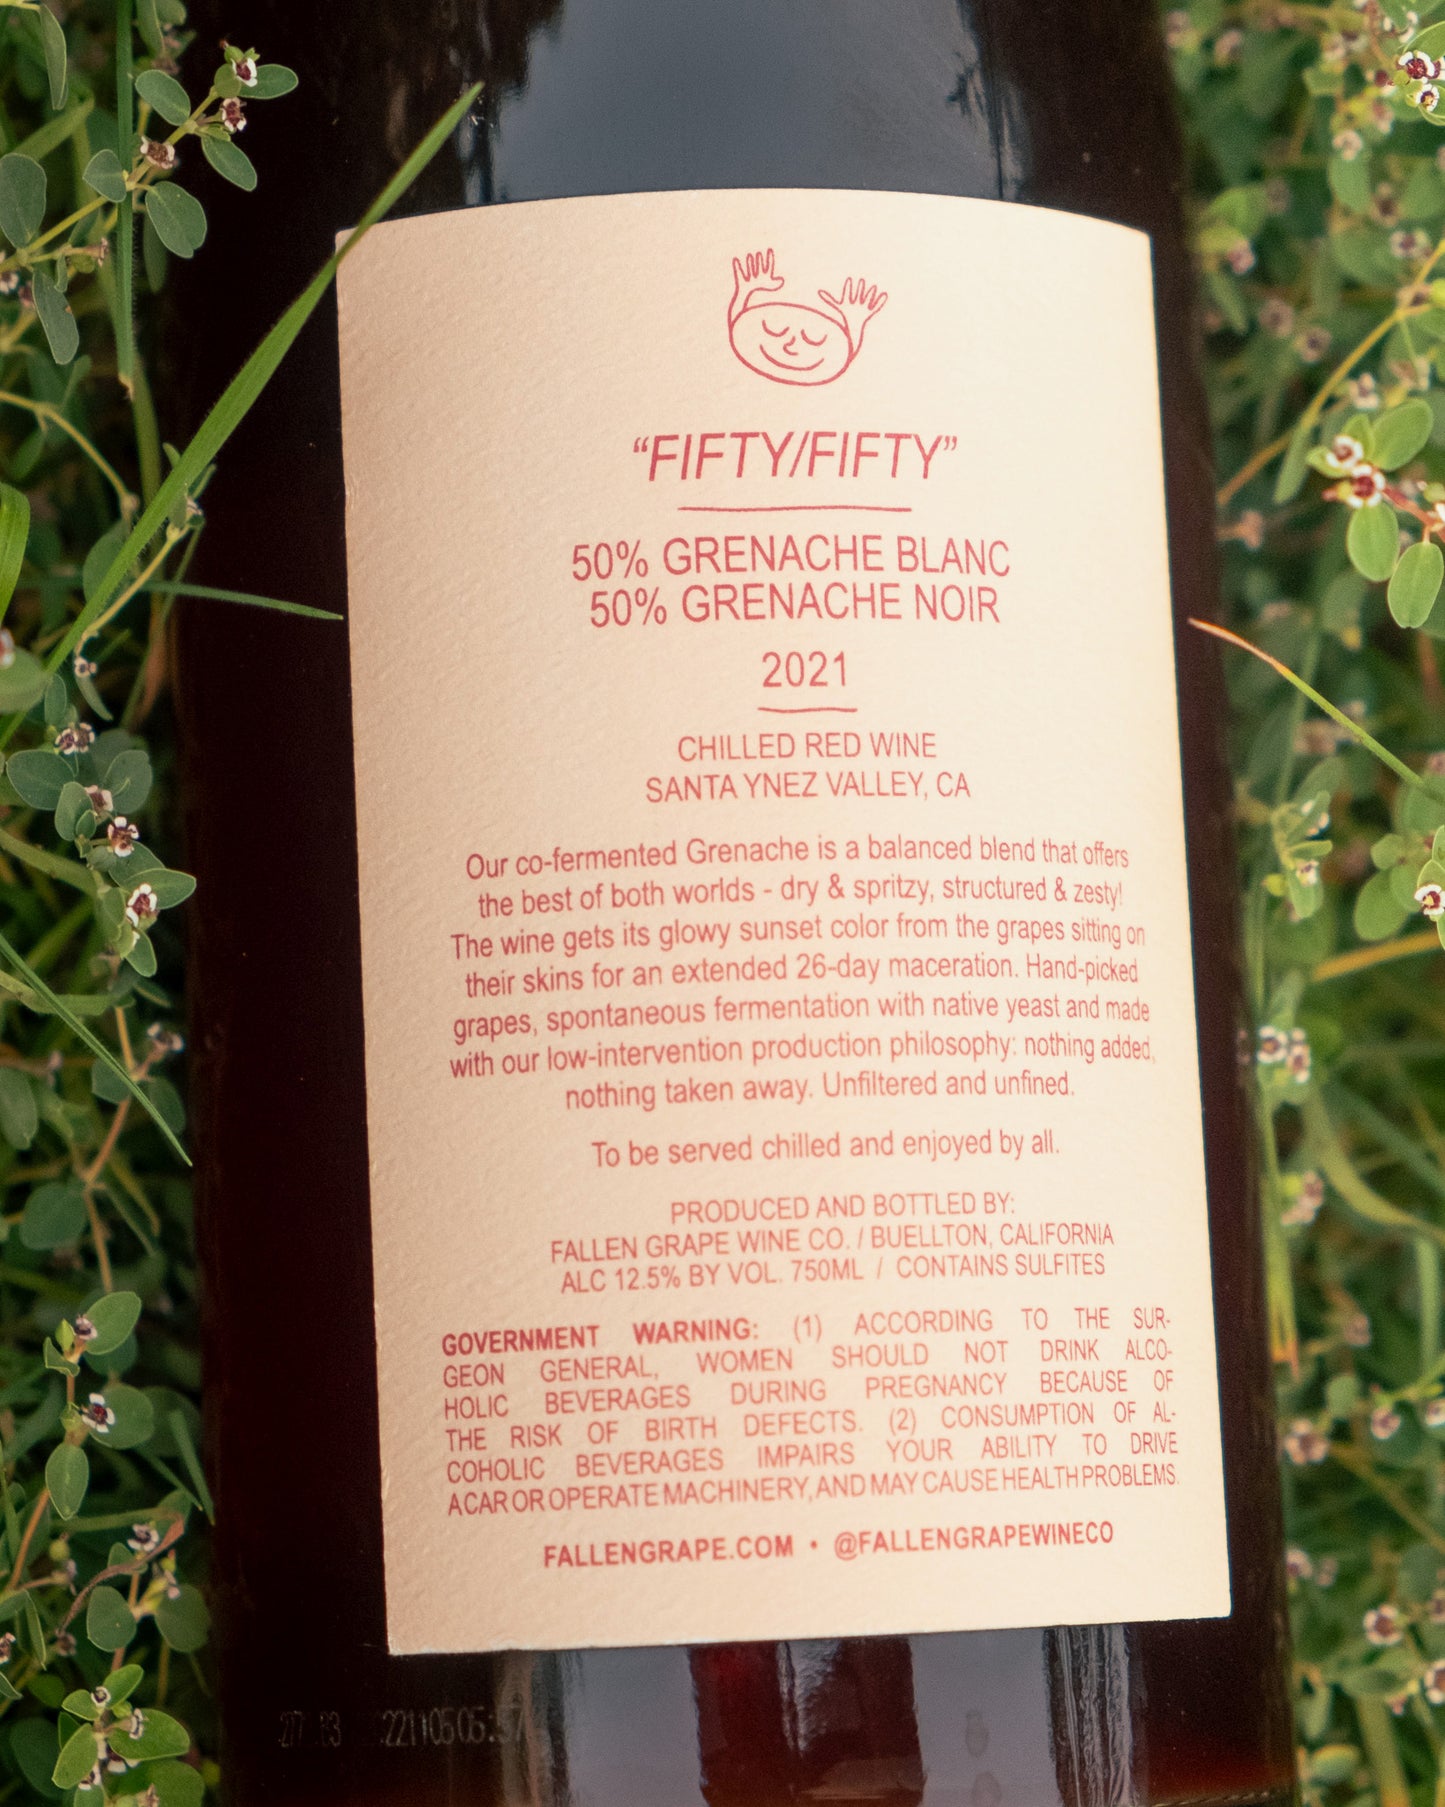 “FIFTY/FIFTY”
50% GRENACHE BLANC
50% GRENACHE NOIR
2021
CHILLED RED WINE
SANTA YNEZ VALLEY, CA
Our co-fermented Grenache is a balanced blend that offers
the best of both worlds - dry & spritzy, structured & zesty!
The wine gets its glowy sunset color from the grapes sitting on
their skins for an extended 26-day maceration. Hand-picked
grapes, spontaneous fermentation with native yeast and made
with our low-intervention production philosophy: nothing added,
nothing taken away. Unfiltered and unfined.
To be served chilled and enjoyed by all.
PRODUCED AND BOTTLED BY:
FALLEN GRAPE WINE CO. / BUELLTON, CALIFORNIA
ALC 12.5% BY VOL. 750ML / CONTAINS SULFITES
GOVERNMENT WARNING: (1) ACCORDING TO THE SUR-
GEON GENERAL, WOMEN SHOULD NOT DRINK ALCO-
HOLIC BEVERAGES DURING PREGNANCY BECAUSE OF
THE RISK OF BIRTH DEFECTS. (2) CONSUMPTION OF AL-
COHOLIC BEVERAGES IMPAIRS YOUR ABILITY TO DRIVE
A CAR OR OPERATE MACHINERY, AND MAY CAUSE HEALTH PROBLEMS.
FALLENGRAPE.COM • @FALLENGRAPEWINECO